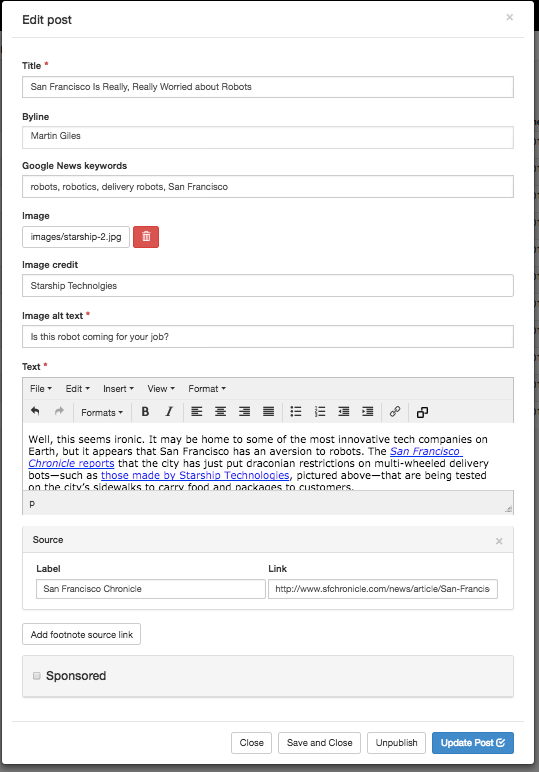 Edit post ×
Title *
San Francisco Is Really, Really Worried about Robots
Byline
Martin Giles
Google News keywords
robots, robotics, delivery robots, San Francisco
Image
images/starship-2.jpg
Image credit
Starship Technolgies
Image alt text *
Is this robot coming for your job?
Text *
File Edit Insert View Format
Formats B I
Well, this seems ironic. It may be home to some of the most innovative tech companies on
Earth, but it appears that San Francisco has an aversion to robots. The San Francisco
Chronicle reports that the city has just put draconian restrictions on multi-wheeled delivery
bots—such as those made by Starship Technologies, pictured above—that are being tested
on the city's sidewalks to carry food and packages to customers.
p
Source ×
Label Link
San Francisco Chronicle http://www.sfchronicle.com/news/article/San-Francis
Add footnote source link
Sponsored
Close Save and Close Unpublish Update Post